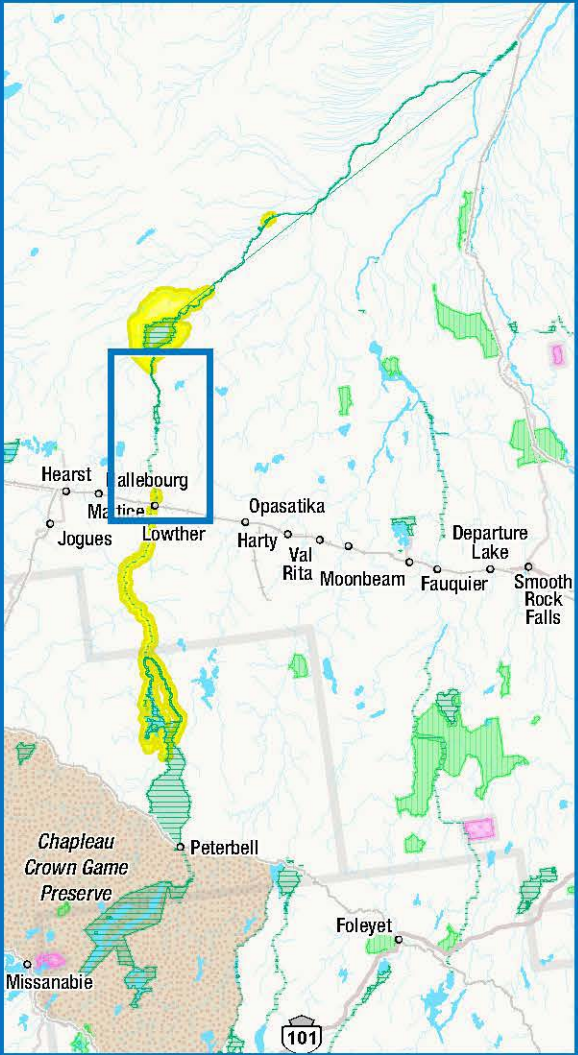 Hearst
Hallebourg
Mattice
Opasatika
Jogues
Lowther
Harty
Departure
Lake
Val
Rita
Moonbeam
Fauquier
Smooth
Rock
Falls
Chapleau
Crown Game
Preserve
Peterbell
Foleyet
Missanabie
101